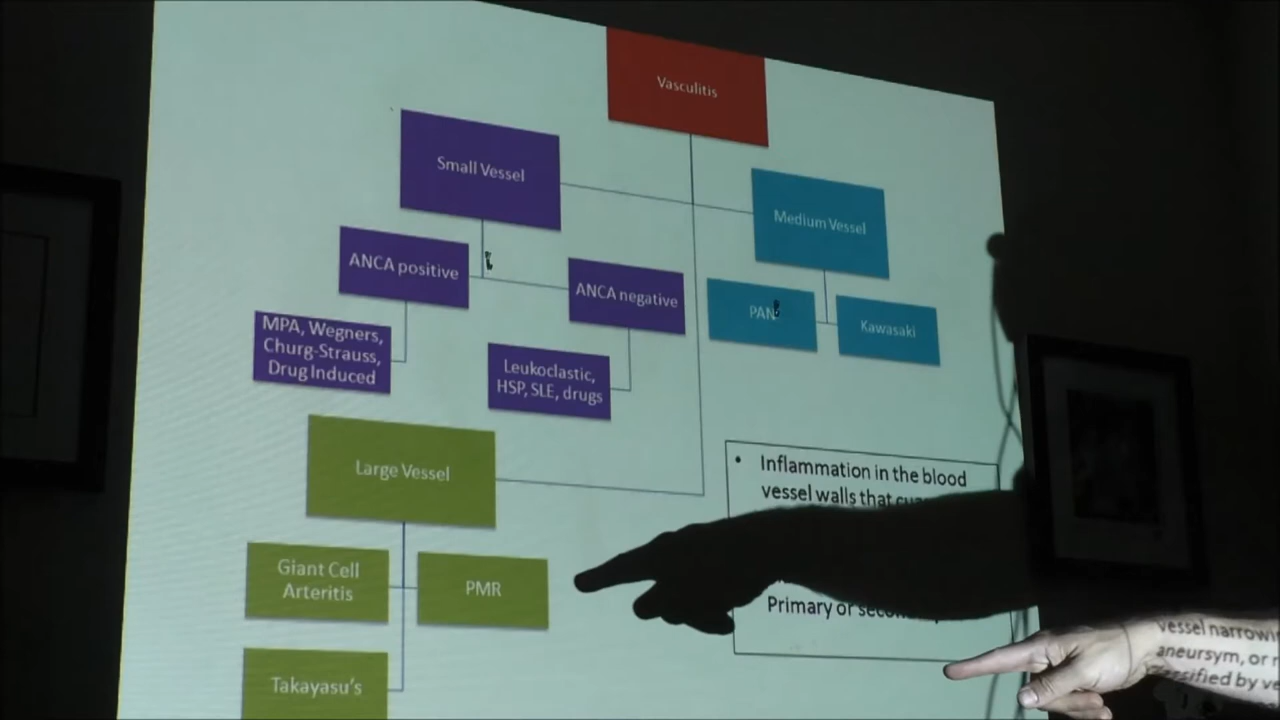 Vasculitis
Small Vessel
Medium Vessel
ANCA positive
ANCA negative
PAN
Kawasaki
MPA, Wegners,
Churg-Strauss,
Drug Induced
Leukoclastic,
HSP, SLE, drugs
Large Vessel
Giant Cell
Arteritis
PMR
Takayasu's
• Inflammation in the blood
vessel walls that
Primary or
vessel
aneursym, or
by